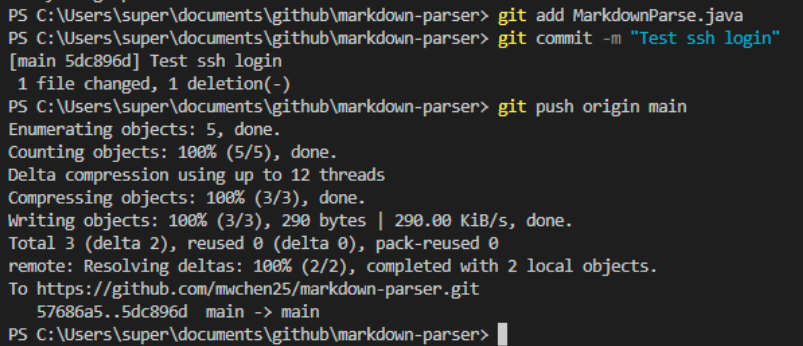 PS C:\Users\super\documents\github\markdown-parser> git add MarkdownParse.java
PS C:\Users\super\documents\github\markdown-parser> git commit -m "Test ssh login"
[main 5dc896d] Test ssh login
 1 file changed, 1 deletion(-)
PS C:\Users\super\documents\github\markdown-parser> git push origin main
Enumerating objects: 5, done.
Counting objects: 100% (5/5), done.
Delta compression using up to 12 threads
Compressing objects: 100% (3/3), done.
Writing objects: 100% (3/3), 290 bytes | 290.00 KiB/s, done.
Total 3 (delta 2), reused 0 (delta 0), pack-reused 0
remote: Resolving deltas: 100% (2/2), completed with 2 local objects.
To https://github.com/mwchen25/markdown-parser.git
   57686a5..5dc896d  main -> main
PS C:\Users\super\documents\github\markdown-parser>